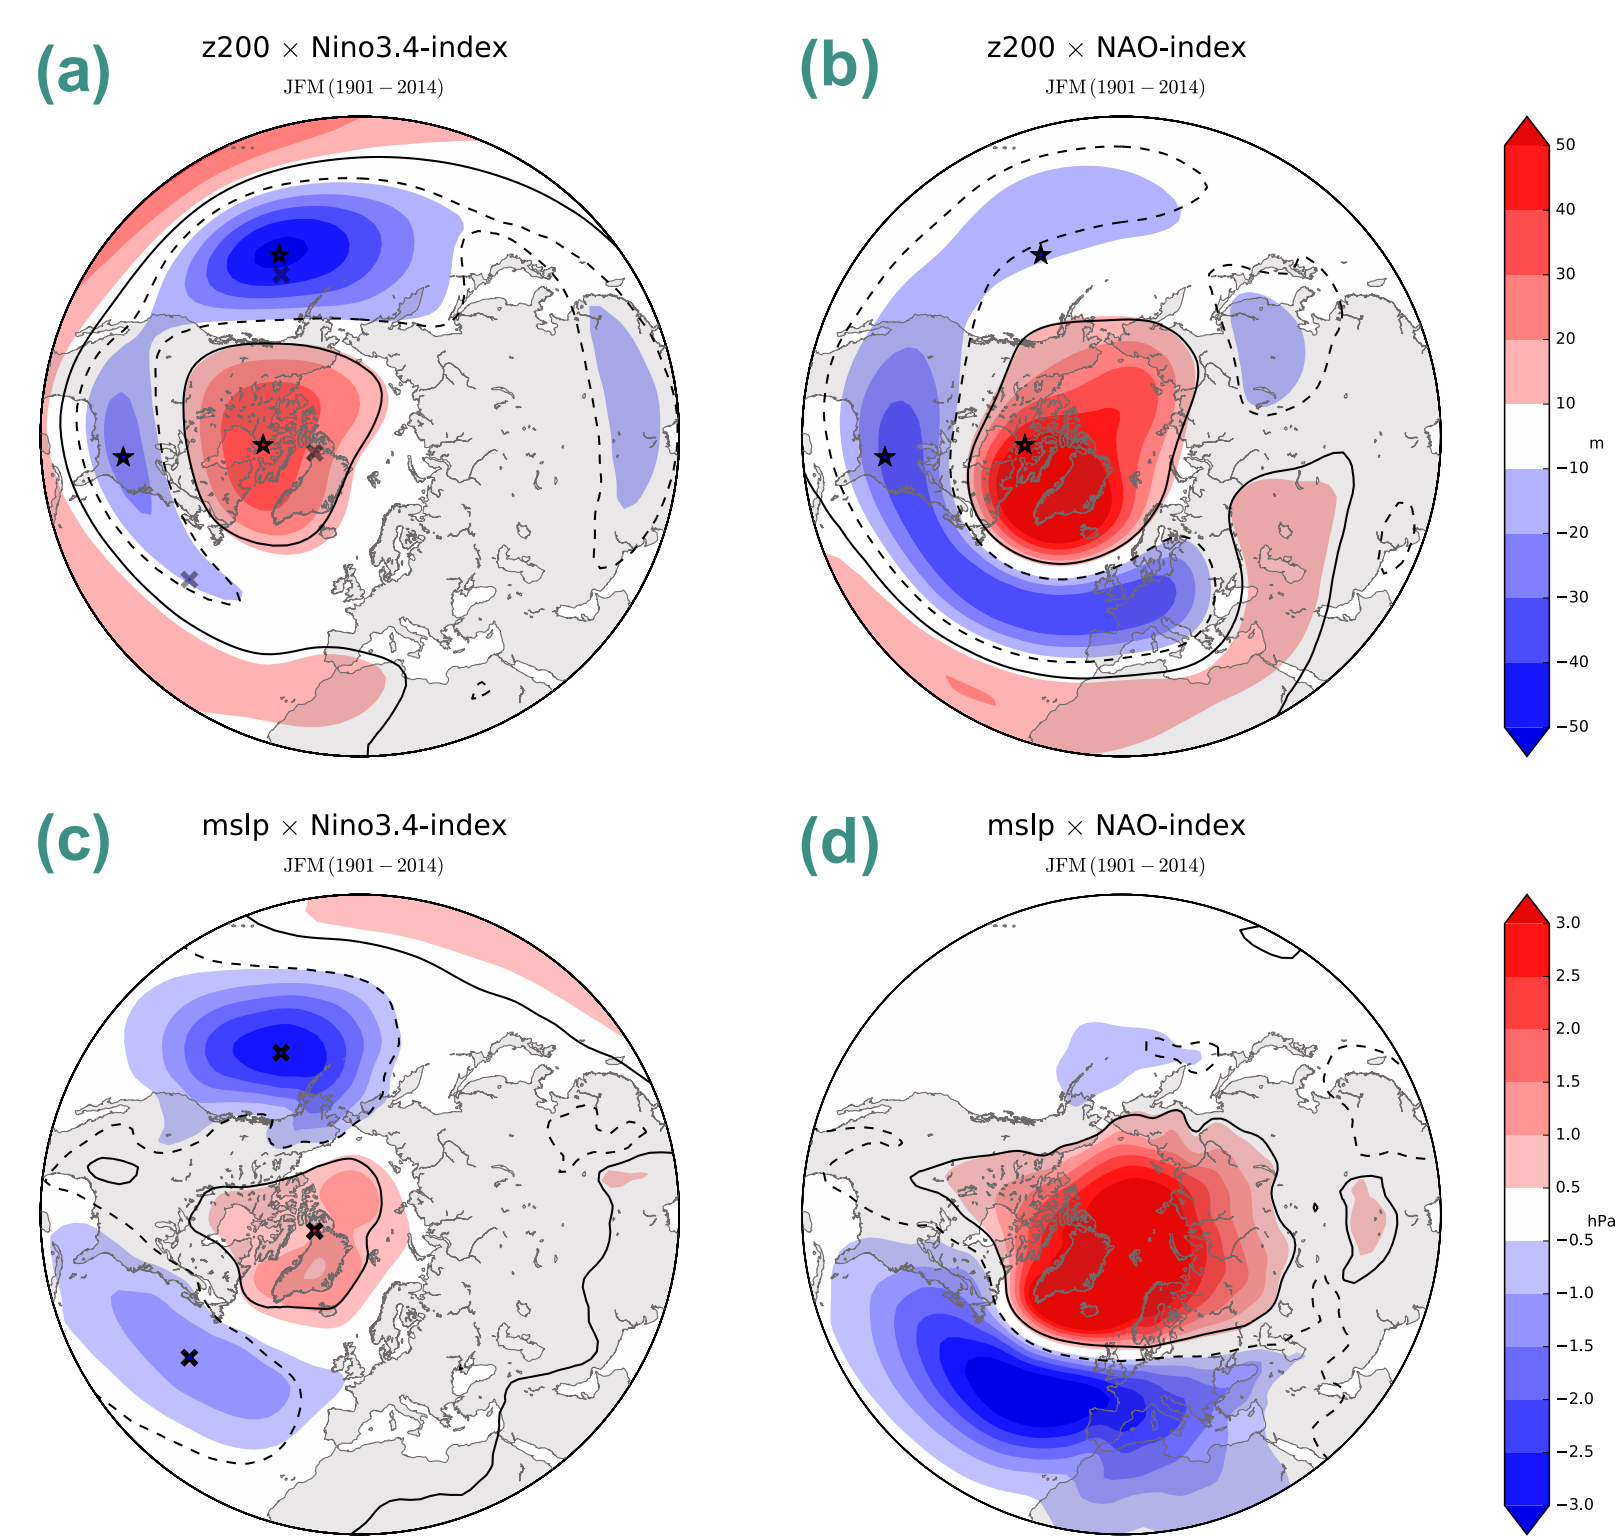 (a)
z200 × Nino3.4-index
JFM (1901 − 2014)
(b)
z200 × NAO-index
JFM (1901 − 2014)
50
40
30
20
10
m
−10
−20
−30
−40
−50
(c)
mslp × Nino3.4-index
JFM (1901 − 2014)
(d)
mslp × NAO-index
JFM (1901 − 2014)
3.0
2.5
2.0
1.5
1.0
0.5
hPa
−0.5
−1.0
−1.5
−2.0
−2.5
−3.0